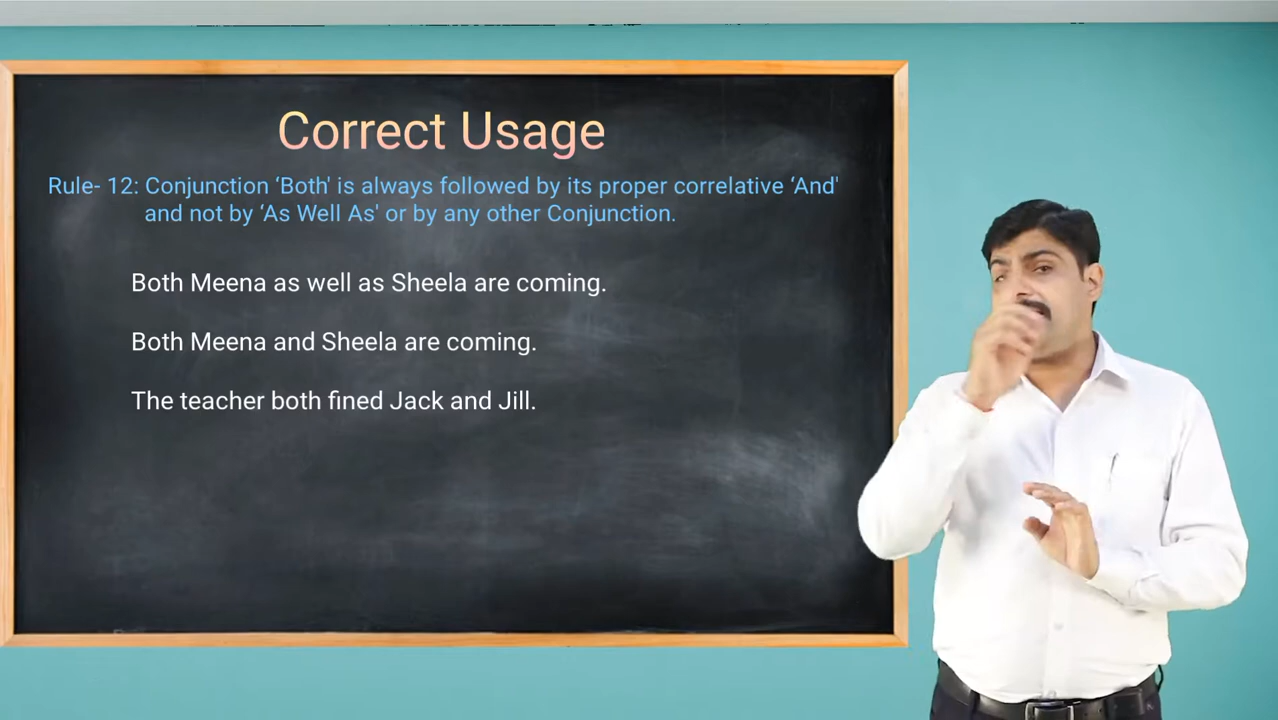 Correct Usage
Rule- 12: Conjunction ‘Both' is always followed by its proper correlative ‘And'
and not by ‘As Well As' or by any other Conjunction.
Both Meena as well as Sheela are coming.
Both Meena and Sheela are coming.
The teacher both fined Jack and Jill.